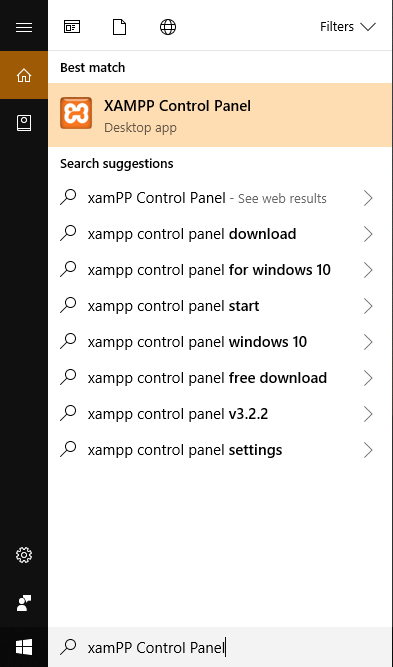 Filters
Best match
XAMPP Control Panel
Desktop app
Search suggestions
xamPP Control Panel - See web results
xampp control panel download
xampp control panel for windows 10
xampp control panel start
xampp control panel windows 10
xampp control panel free download
xampp control panel v3.2.2
xampp control panel settings
xamPP Control Panel